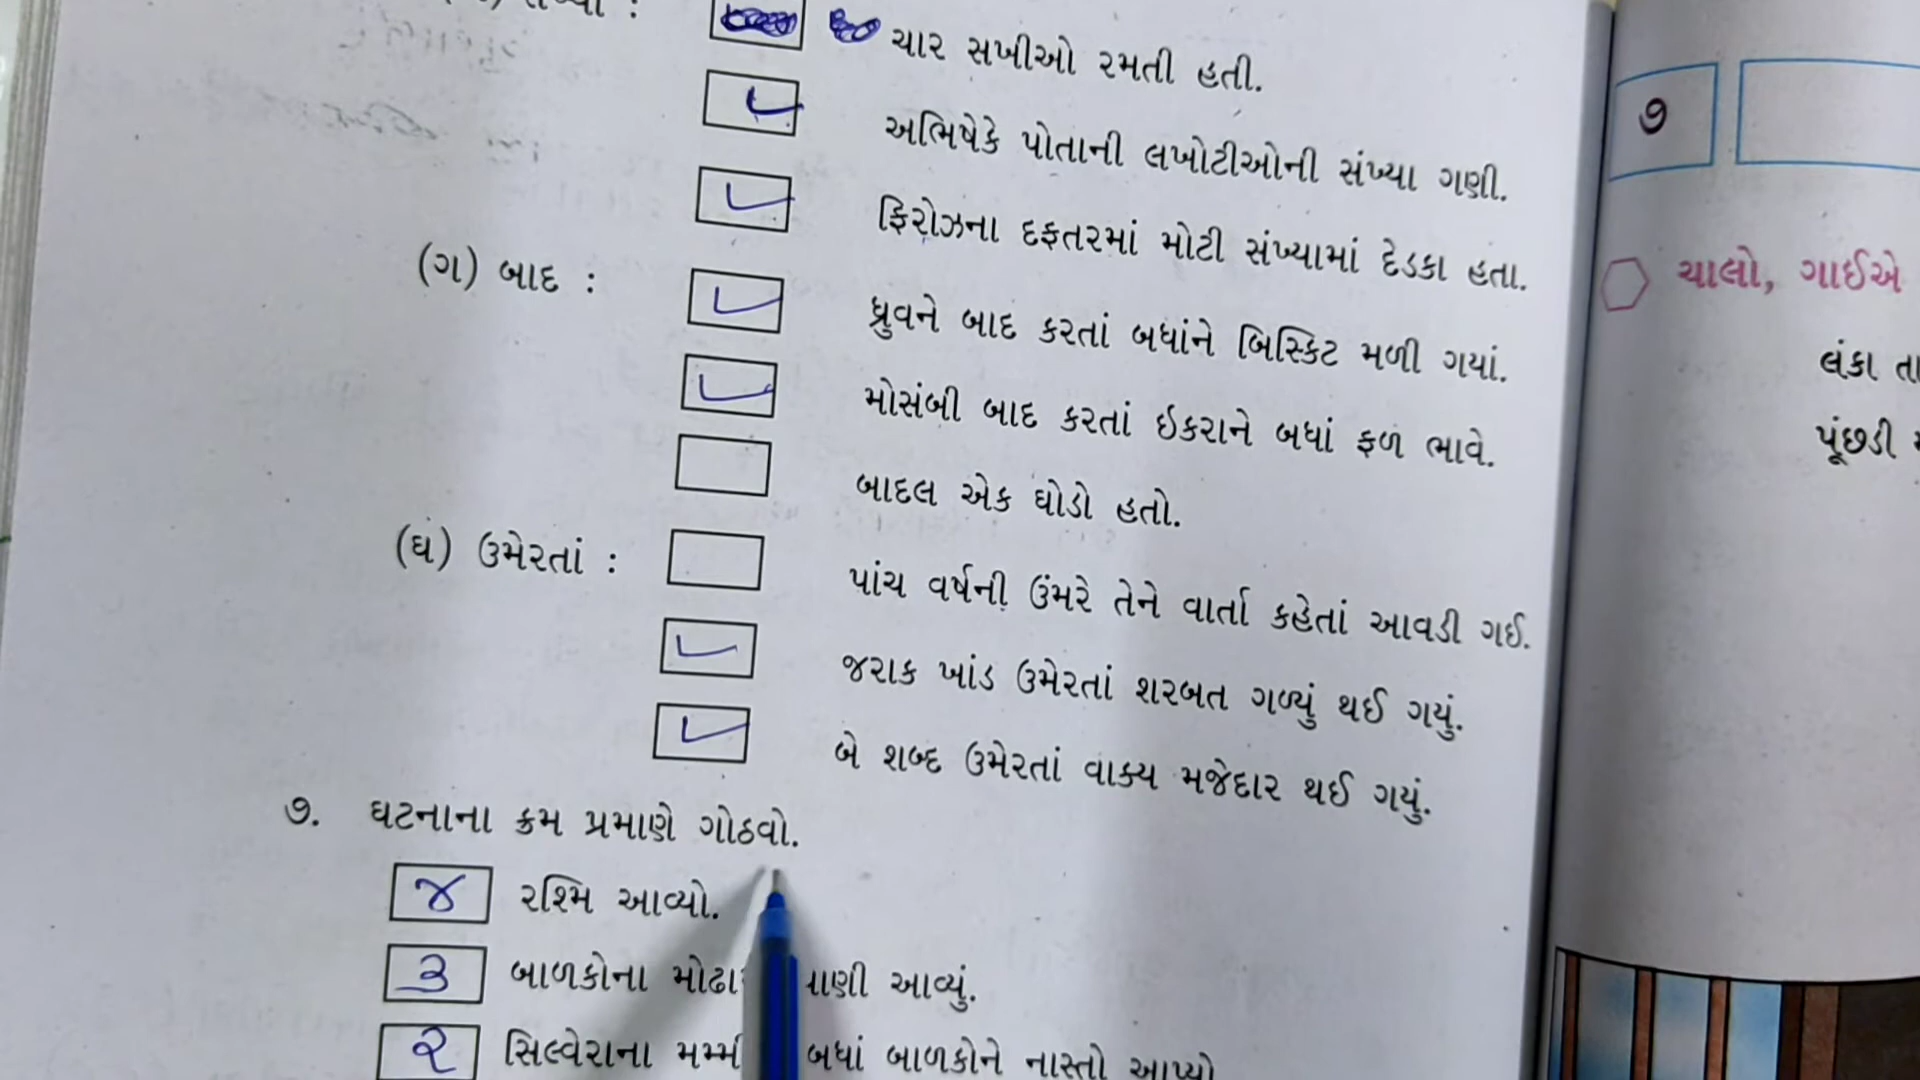 ચાર સખીઓ રમતી હતી.
અભિષેકે પોતાની લખોટીઓની સંખ્યા ગણી.
ફિરોઝના દફતરમાં મોટી સંખ્યામાં દેડકા હતા.
(ગ) બાદ :
ધ્રુવને બાદ કરતાં બધાંને બિસ્કિટ મળી ગયાં.
મોસંબી બાદ કરતાં ઈકરાને બધાં ફળ ભાવે.
બાદલ એક ઘોડો હતો.
(ઘ) ઉમેરતાં :
પાંચ વર્ષની ઉંમરે તેને વાર્તા કહેતાં આવડી ગઈ.
જરાક ખાંડ ઉમેરતાં શરબત ગળ્યું થઈ ગયું.
બે શબ્દ ઉમેરતાં વાક્ય મજેદાર થઈ ગયું.
૭. ઘટનાના ક્રમ પ્રમાણે ગોઠવો.
૪ રશ્મિ આવ્યો.
૩ બાળકોના પાણી આવ્યું.
૨ સિલ્વેરાના મમ્મી બધાં બાળકોને નાસ્તો આપ્યો
૭
ચાલો, ગાઈએ
લંકા
પૂંછડી